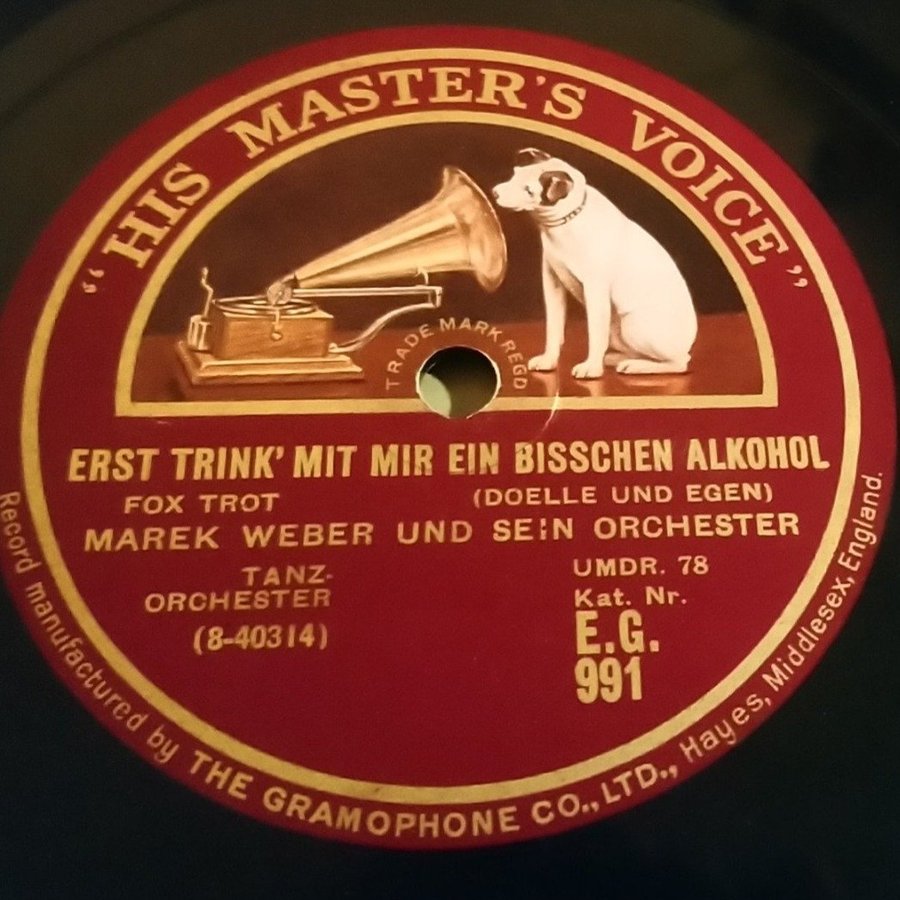 “HIS MASTER'S VOICE”
TRADE MARK REGD
ERST TRINK' MIT MIR EIN BISSCHEN ALKOHOL
FOX TROT (DOELLE UND EGEN)
MAREK WEBER UND SEIN ORCHESTER
TANZ- UMDR. 78
ORCHESTER Kat. Nr.
(8-40314) E.G.
991
Record manufactured by THE GRAMOPHONE CO., LTD., Hayes, Middlesex, England.